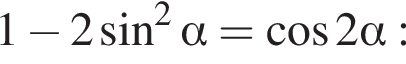 1 − 2 sin² α = cos 2α :